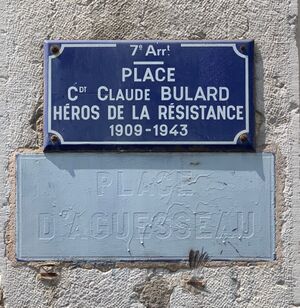 7e Arrt
PLACE
CDT CLAUDE BULARD
HÉROS DE LA RÉSISTANCE
1909-1943
PLACE
D'AGUESSEAU